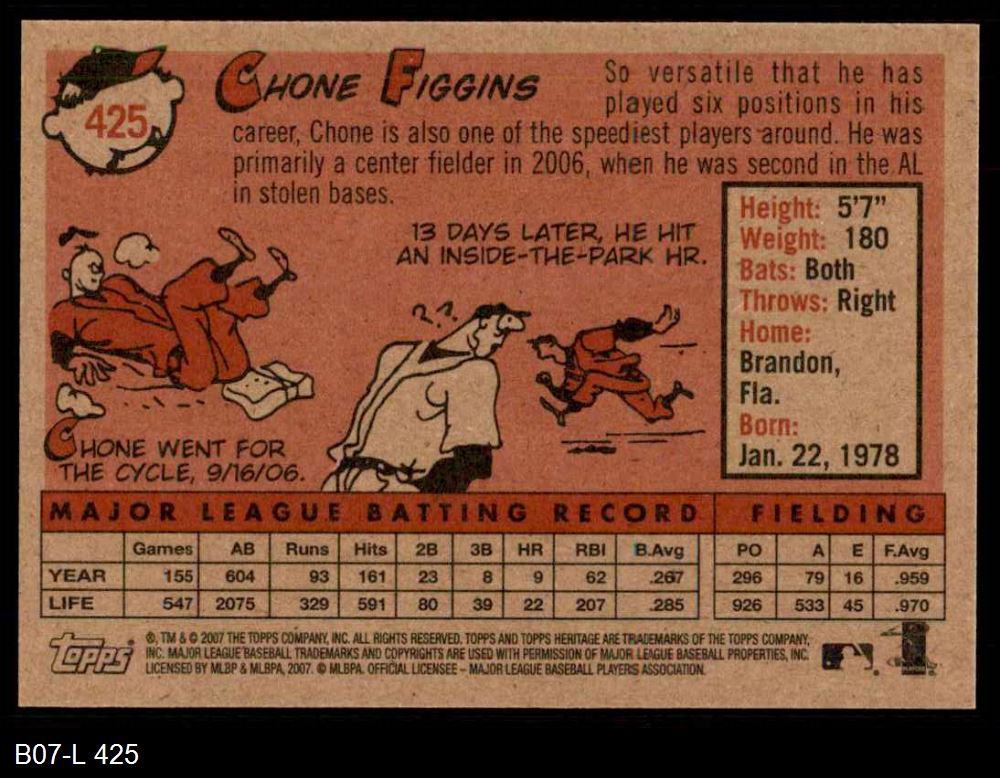 425
CHONE FIGGINS
So versatile that he has
played six positions in his
career, Chone is also one of the speediest players around. He was
primarily a center fielder in 2006, when he was second in the AL
in stolen bases.
13 DAYS LATER, HE HIT
AN INSIDE-THE-PARK HR.
??
CHONE WENT FOR
THE CYCLE, 9/16/06.
Height: 5'7"
Weight: 180
Bats: Both
Throws: Right
Home:
Brandon,
Fla.
Born:
Jan. 22, 1978
MAJOR LEAGUE BATTING RECORD FIELDING
Games AB Runs Hits 2B 3B HR RBI B.Avg PO A E F.Avg
YEAR 155 604 93 161 23 8 9 62 .267 296 79 16 .959
LIFE 547 2075 329 591 80 39 22 207 .285 926 533 45 .970
Topps
®, TM & © 2007 THE TOPPS COMPANY, INC. ALL RIGHTS RESERVED. TOPPS AND TOPPS HERITAGE ARE TRADEMARKS OF THE TOPPS COMPANY,
INC. MAJOR LEAGUE BASEBALL TRADEMARKS AND COPYRIGHTS ARE USED WITH PERMISSION OF MAJOR LEAGUE BASEBALL PROPERTIES, INC.
LICENSED BY MLBP & MLBPA, 2007. © MLBPA. OFFICIAL LICENSEE – MAJOR LEAGUE BASEBALL PLAYERS ASSOCIATION.
B07-L 425